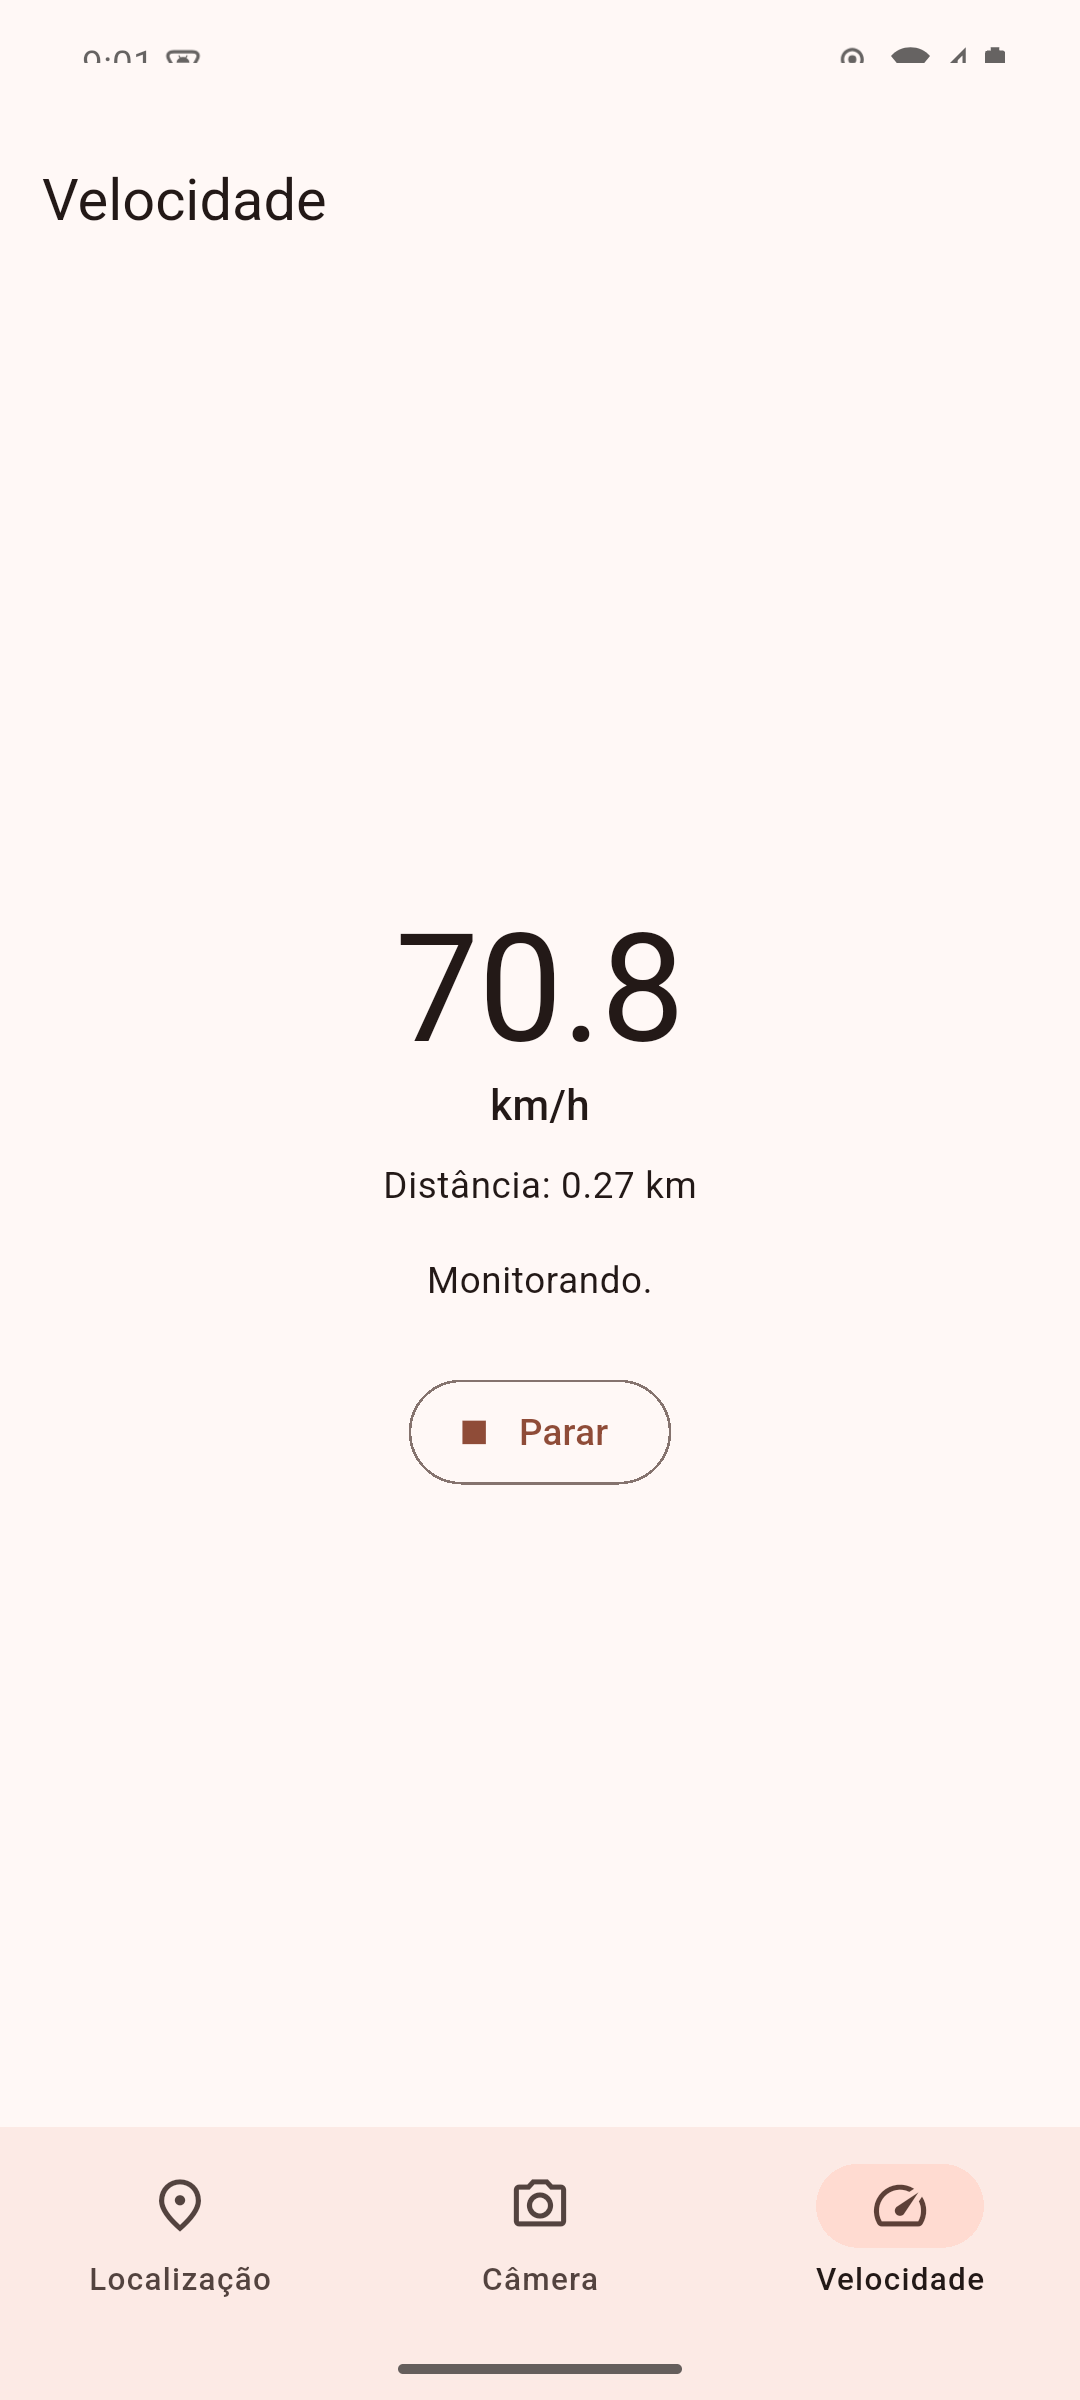 Velocidade
70.8
km/h
Distância: 0.27 km
Monitorando.
Parar
Localização
Câmera
Velocidade